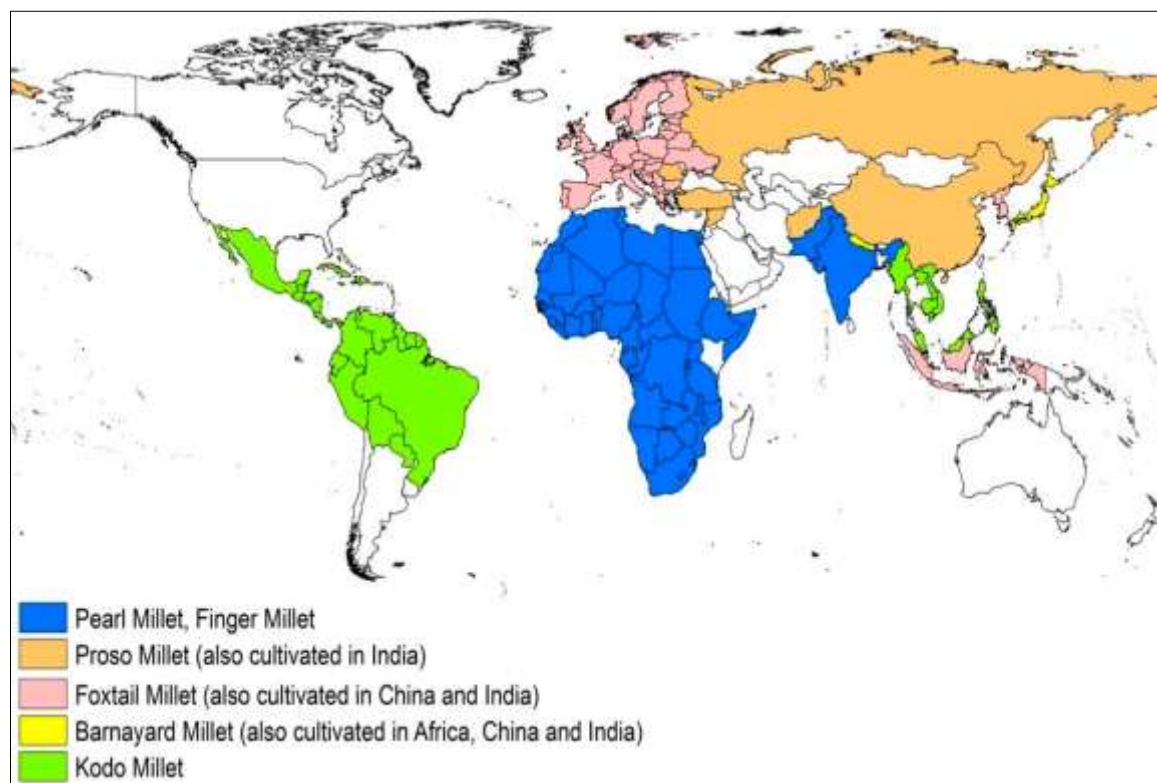 Pearl Millet, Finger Millet
Proso Millet (also cultivated in India)
Foxtail Millet (also cultivated in China and India)
Barnayard Millet (also cultivated in Africa, China and India)
Kodo Millet